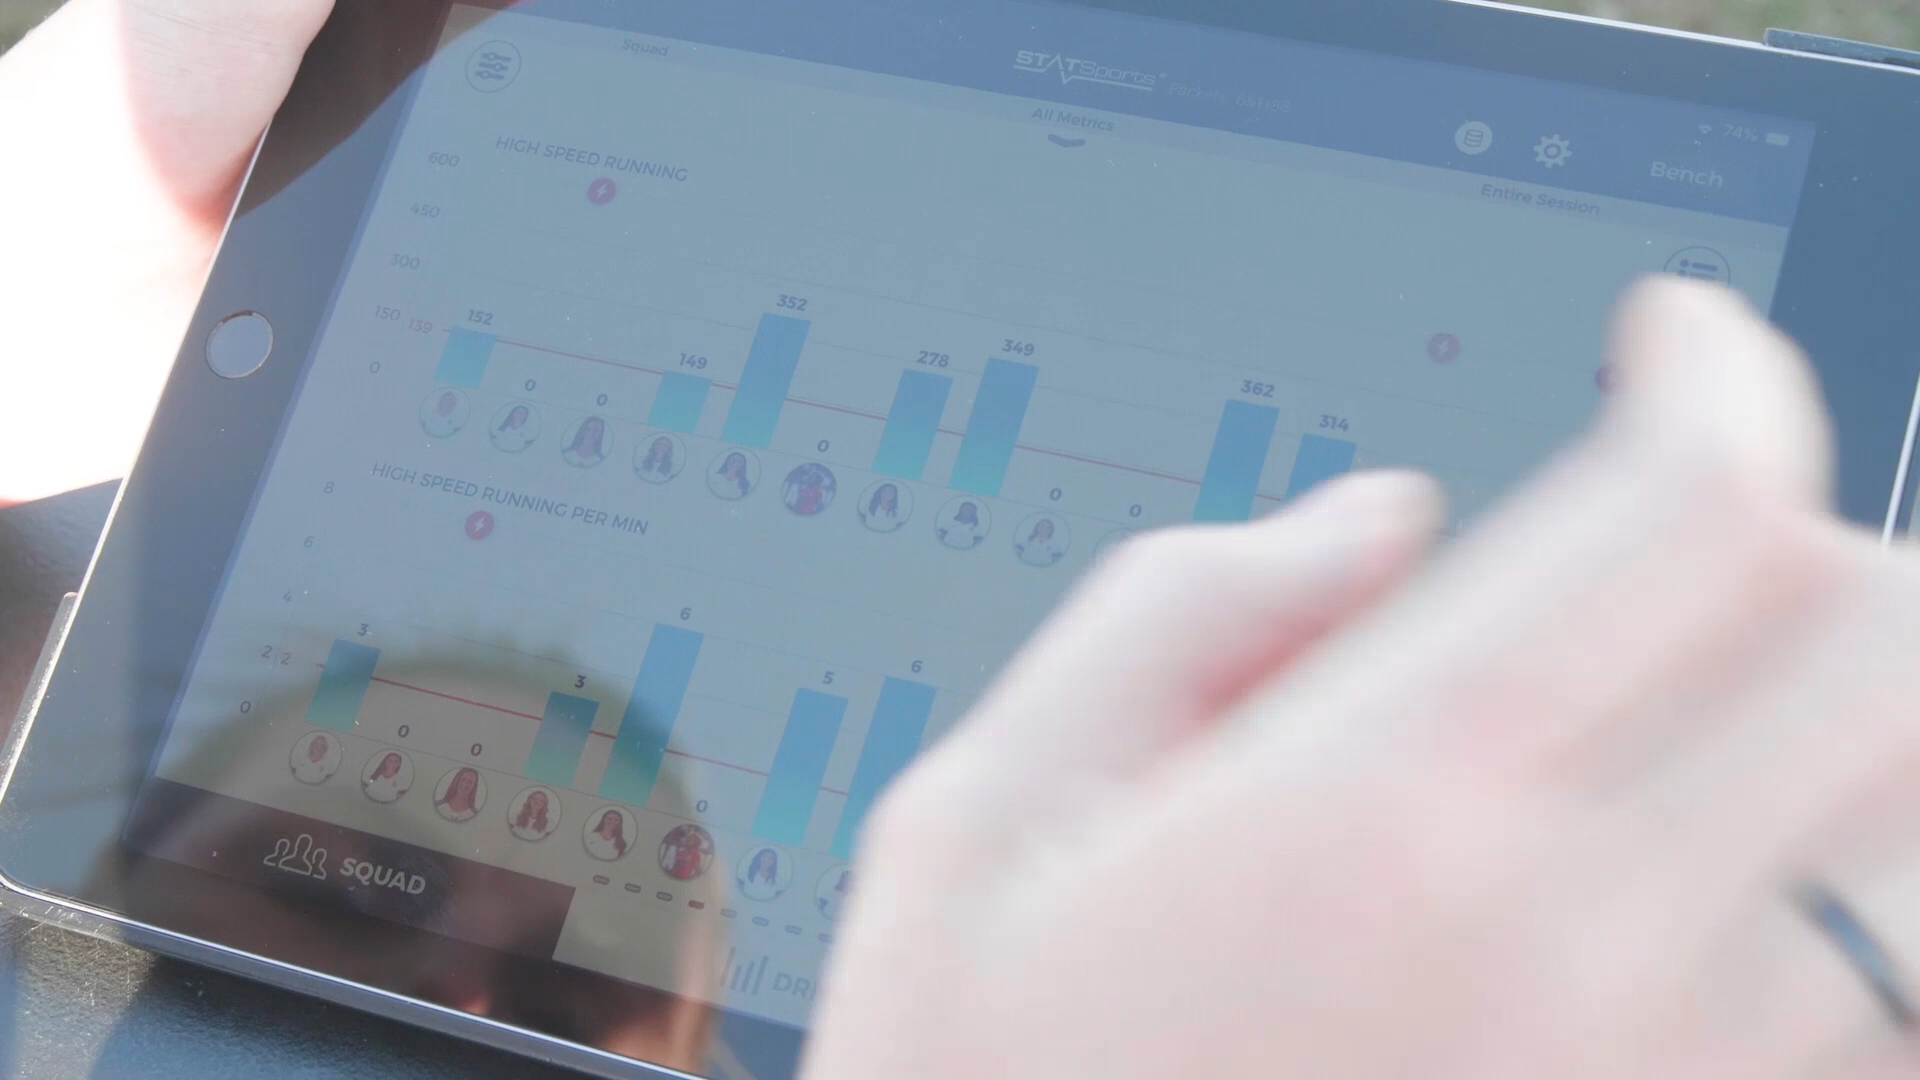 Squad
STATSports
Packets: 651188
74%
All Metrics
Bench
Entire Session
HIGH SPEED RUNNING
600
450
300
150 139
0
152 0 0 149 352 0 278 349 0 0 362 314
HIGH SPEED RUNNING PER MIN
8
6
4
2 2
0
3 0 0 3 6 0 5 6
SQUAD